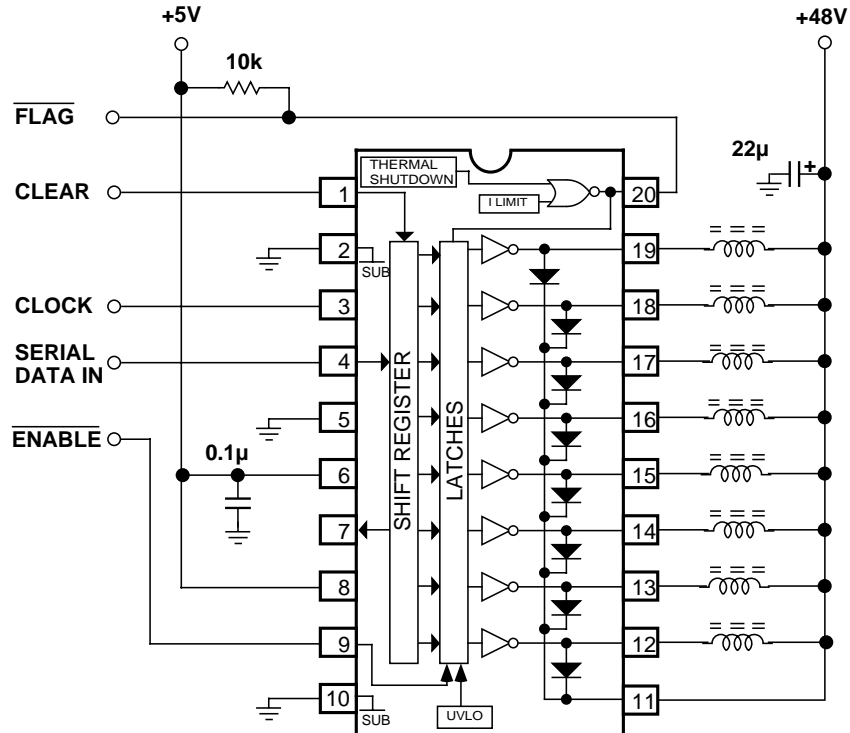 +5V
+48V
10k
FLAG
22µ
+
THERMAL
SHUTDOWN
I LIMIT
CLEAR
1
20
2
SUB
19
CLOCK
3
18
SERIAL
DATA IN
4
17
SHIFT REGISTER
LATCHES
5
16
ENABLE
0.1µ
6
15
7
14
8
13
9
12
10
SUB
UVLO
11